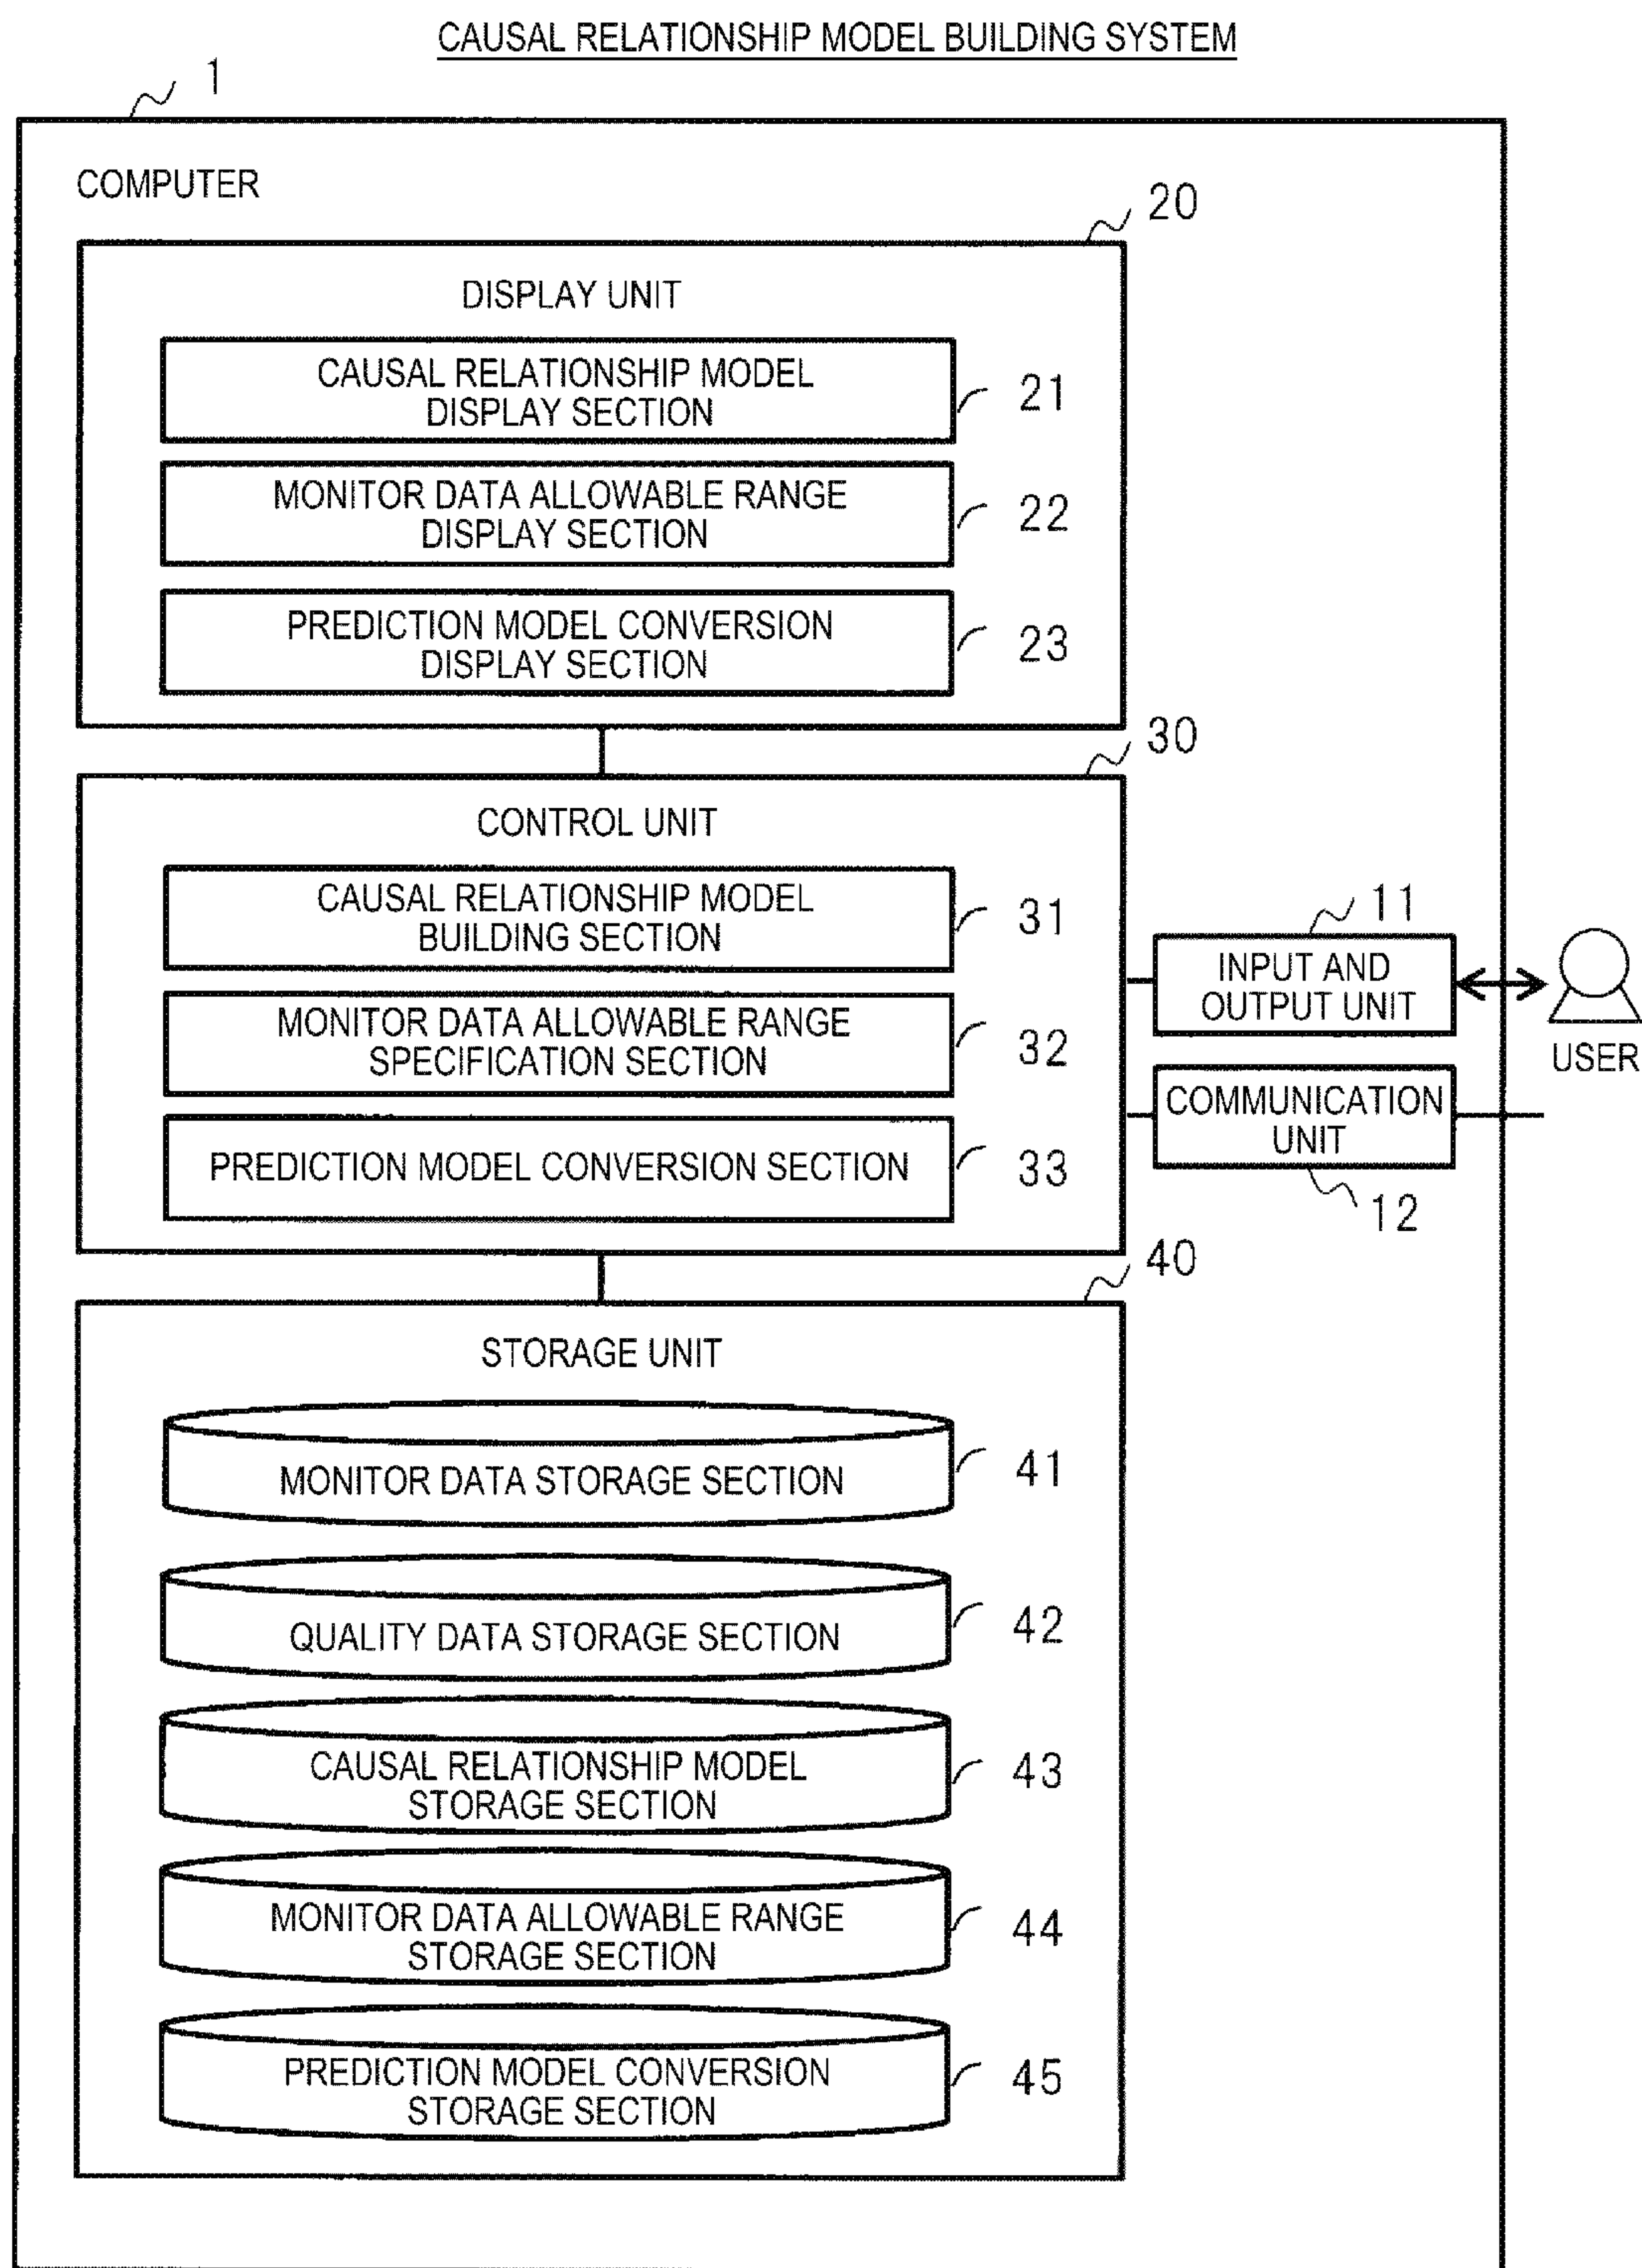 CAUSAL RELATIONSHIP MODEL BUILDING SYSTEM
1
COMPUTER
20
DISPLAY UNIT
CAUSAL RELATIONSHIP MODEL
DISPLAY SECTION
21
MONITOR DATA ALLOWABLE RANGE
DISPLAY SECTION
22
PREDICTION MODEL CONVERSION
DISPLAY SECTION
23
30
CONTROL UNIT
CAUSAL RELATIONSHIP MODEL
BUILDING SECTION
31
MONITOR DATA ALLOWABLE RANGE
SPECIFICATION SECTION
32
PREDICTION MODEL CONVERSION SECTION
33
11
INPUT AND
OUTPUT UNIT
USER
COMMUNICATION
UNIT
12
40
STORAGE UNIT
MONITOR DATA STORAGE SECTION
41
QUALITY DATA STORAGE SECTION
42
CAUSAL RELATIONSHIP MODEL
STORAGE SECTION
43
MONITOR DATA ALLOWABLE RANGE
STORAGE SECTION
44
PREDICTION MODEL CONVERSION
STORAGE SECTION
45